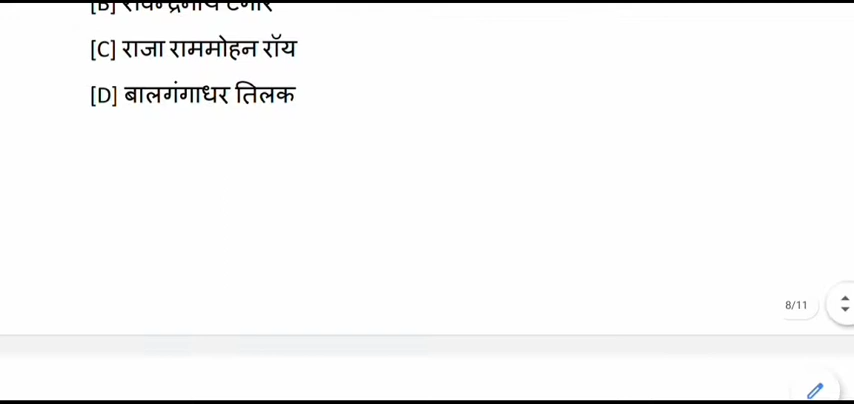 [B]
[C] राजा राममोहन रॉय
[D] बालगंगाधर तिलक
8/11